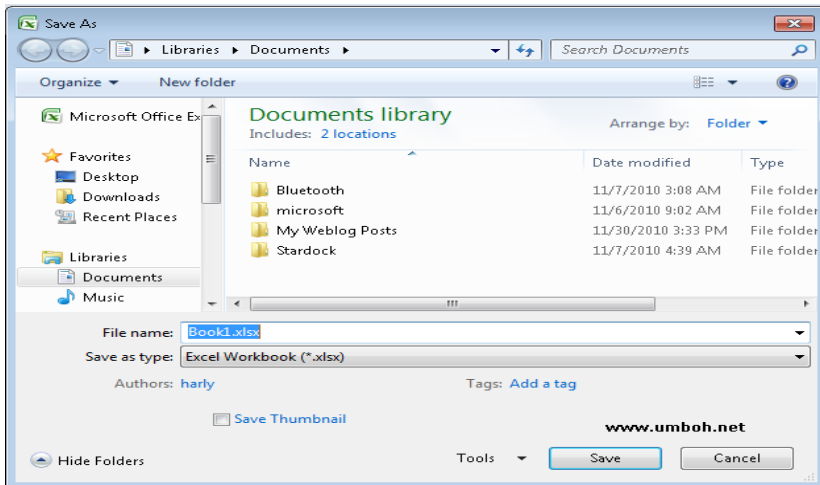 Save As
Libraries Documents
Search Documents
Organize New folder
Microsoft Office Ex
Favorites
Desktop
Downloads
Recent Places
Libraries
Documents
Music
Documents library
Includes: 2 locations
Arrange by: Folder
Name Date modified Type
Bluetooth 11/7/2010 3:08 AM File folder
microsoft 11/6/2010 9:02 AM File folder
My Weblog Posts 11/30/2010 3:33 PM File folder
Stardock 11/7/2010 4:39 AM File folder
File name: Book1.xlsx
Save as type: Excel Workbook (*.xlsx)
Authors: harly Tags: Add a tag
Save Thumbnail
www.umboh.net
Hide Folders Tools Save Cancel